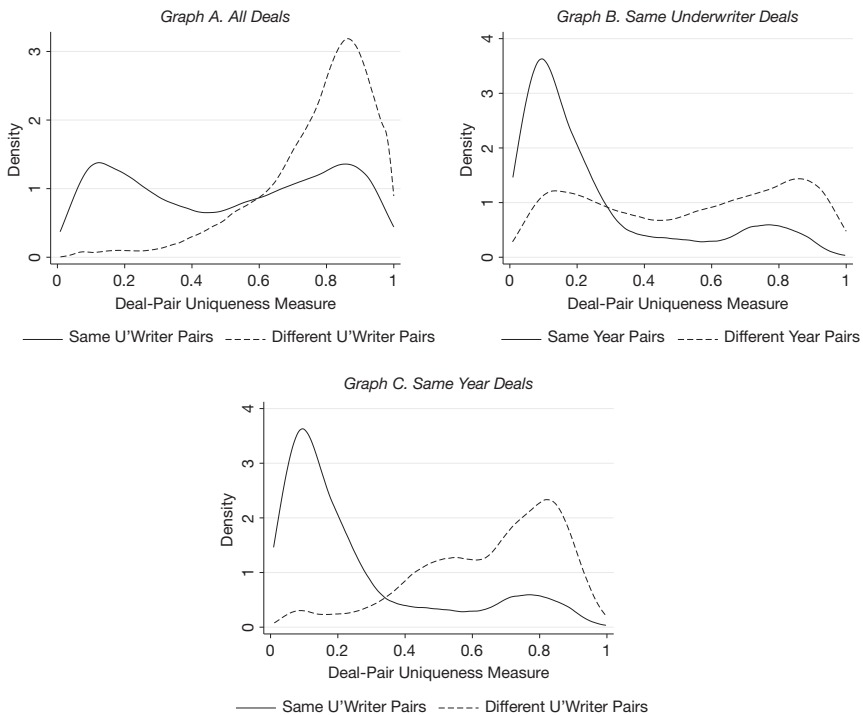 Graph A. All Deals
3
2
1
0
Density
0 0.2 0.4 0.6 0.8 1
Deal-Pair Uniqueness Measure
Same U'Writer Pairs Different U'Writer Pairs
Graph B. Same Underwriter Deals
4
3
2
1
0
Density
0 0.2 0.4 0.6 0.8 1
Deal-Pair Uniqueness Measure
Same Year Pairs Different Year Pairs
Graph C. Same Year Deals
4
3
2
1
0
Density
0 0.2 0.4 0.6 0.8 1
Deal-Pair Uniqueness Measure
Same U'Writer Pairs Different U'Writer Pairs